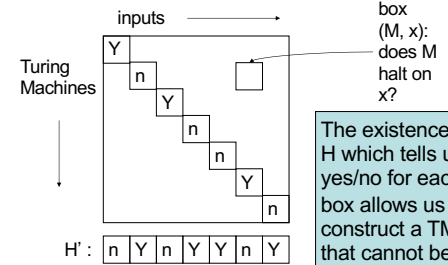 inputs
box
(M, x):
does M
halt on
x?
Turing
Machines
Y
n
Y
n
n
Y
n
The existence
H which tells u
yes/no for eac
box allows us
construct a TM
that cannot be
H' : n Y n Y Y n Y